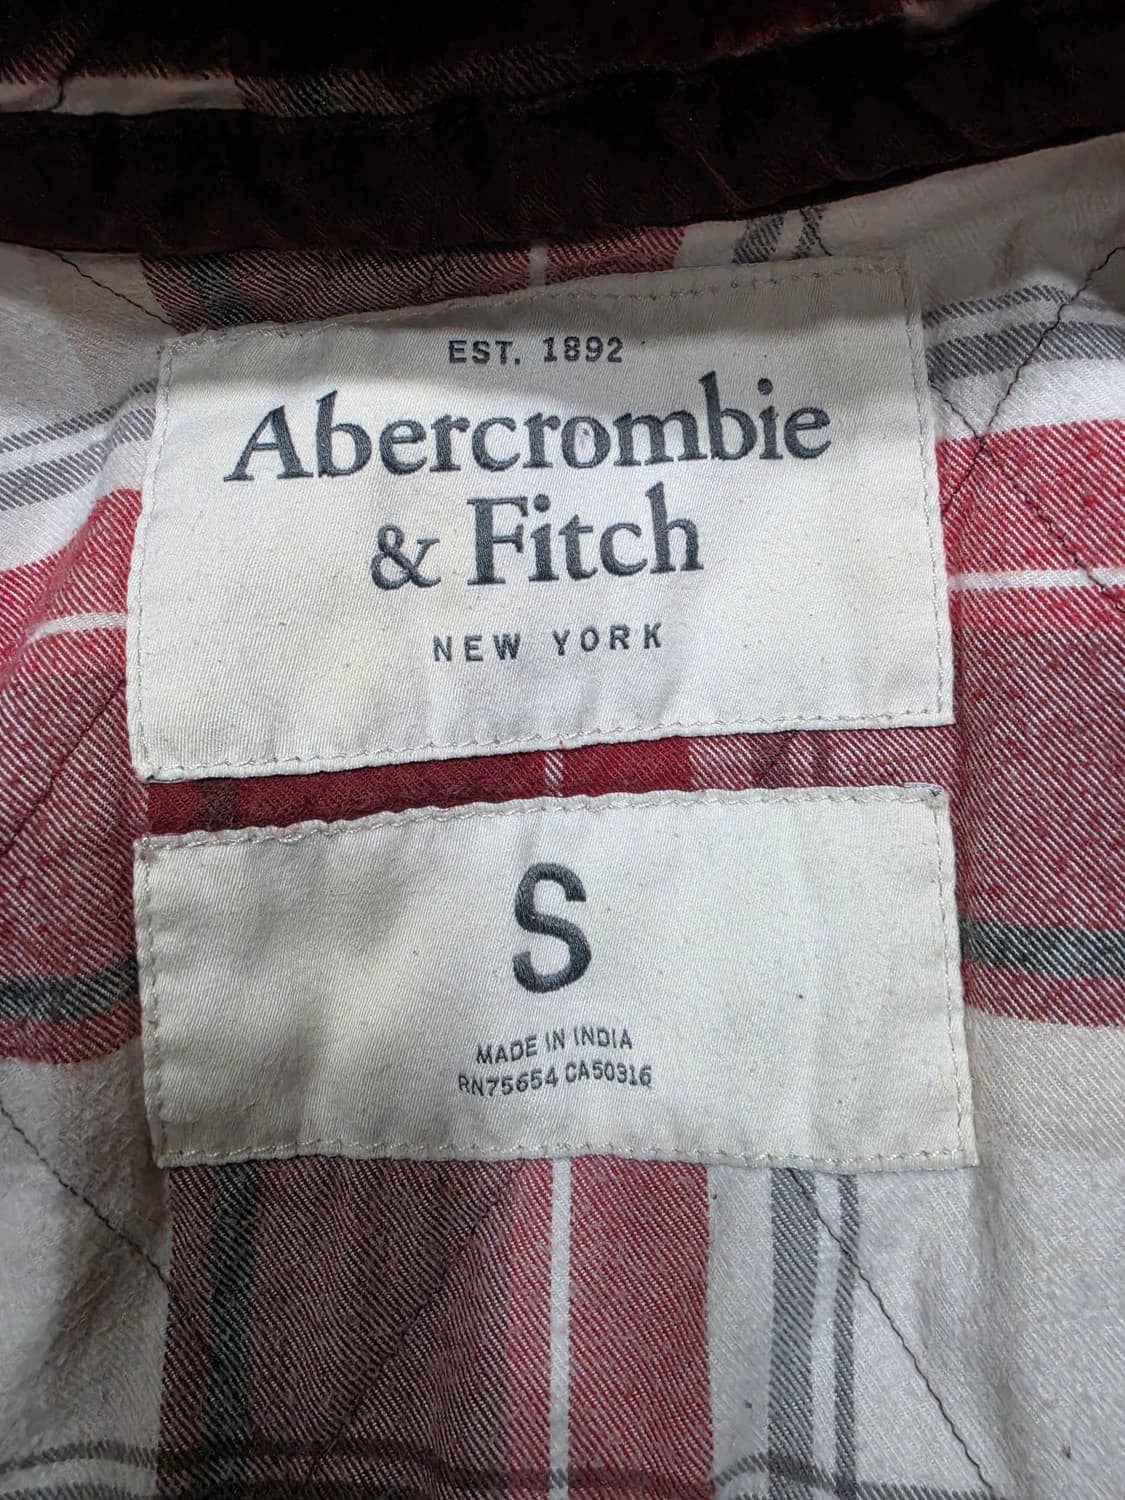 EST. 1892
Abercrombie
& Fitch
NEW YORK
S
MADE IN INDIA
RN75654 CA50316